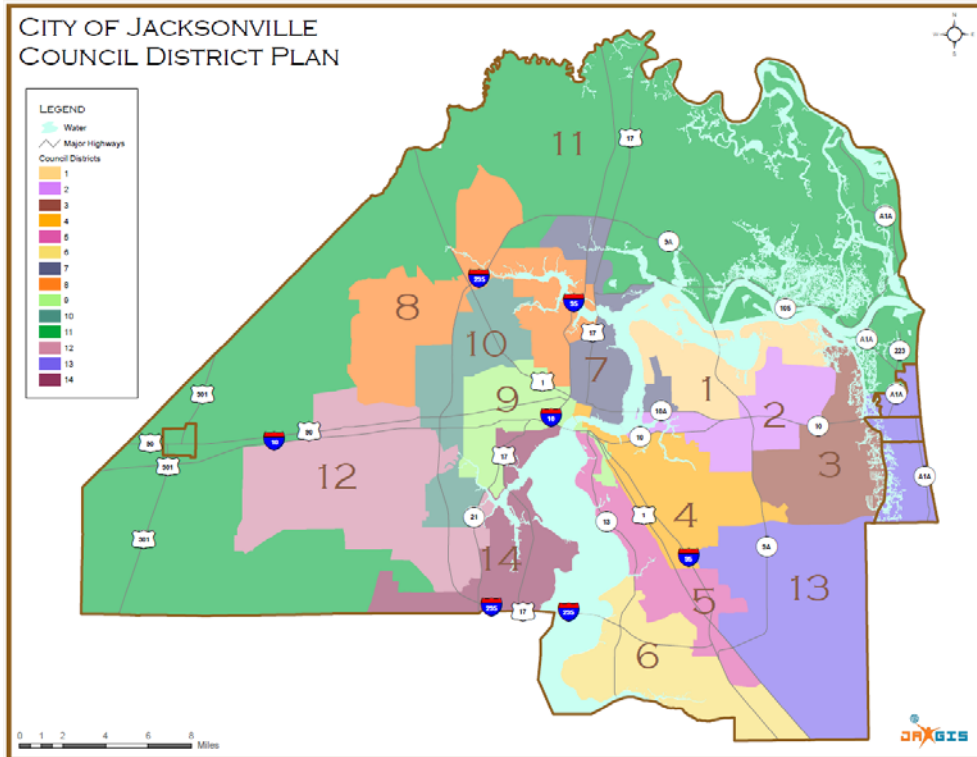 CITY OF JACKSONVILLE
COUNCIL DISTRICT PLAN
N
S
LEGEND
Water
Major Highways
Council Districts
1
2
3
4
5
6
7
8
9
10
11
12
13
14
11
17
A1A
9A
295
8
95
105
10
17
A1A
233
7
1
1
A1A
501
9
10A
2
10
90
90
10
10
3
301
17
12
A1A
21
13
1
4
9A
95
301
14
13
5
295
17
295
6
0 1 2 4 6 8
Miles
JAXGIS